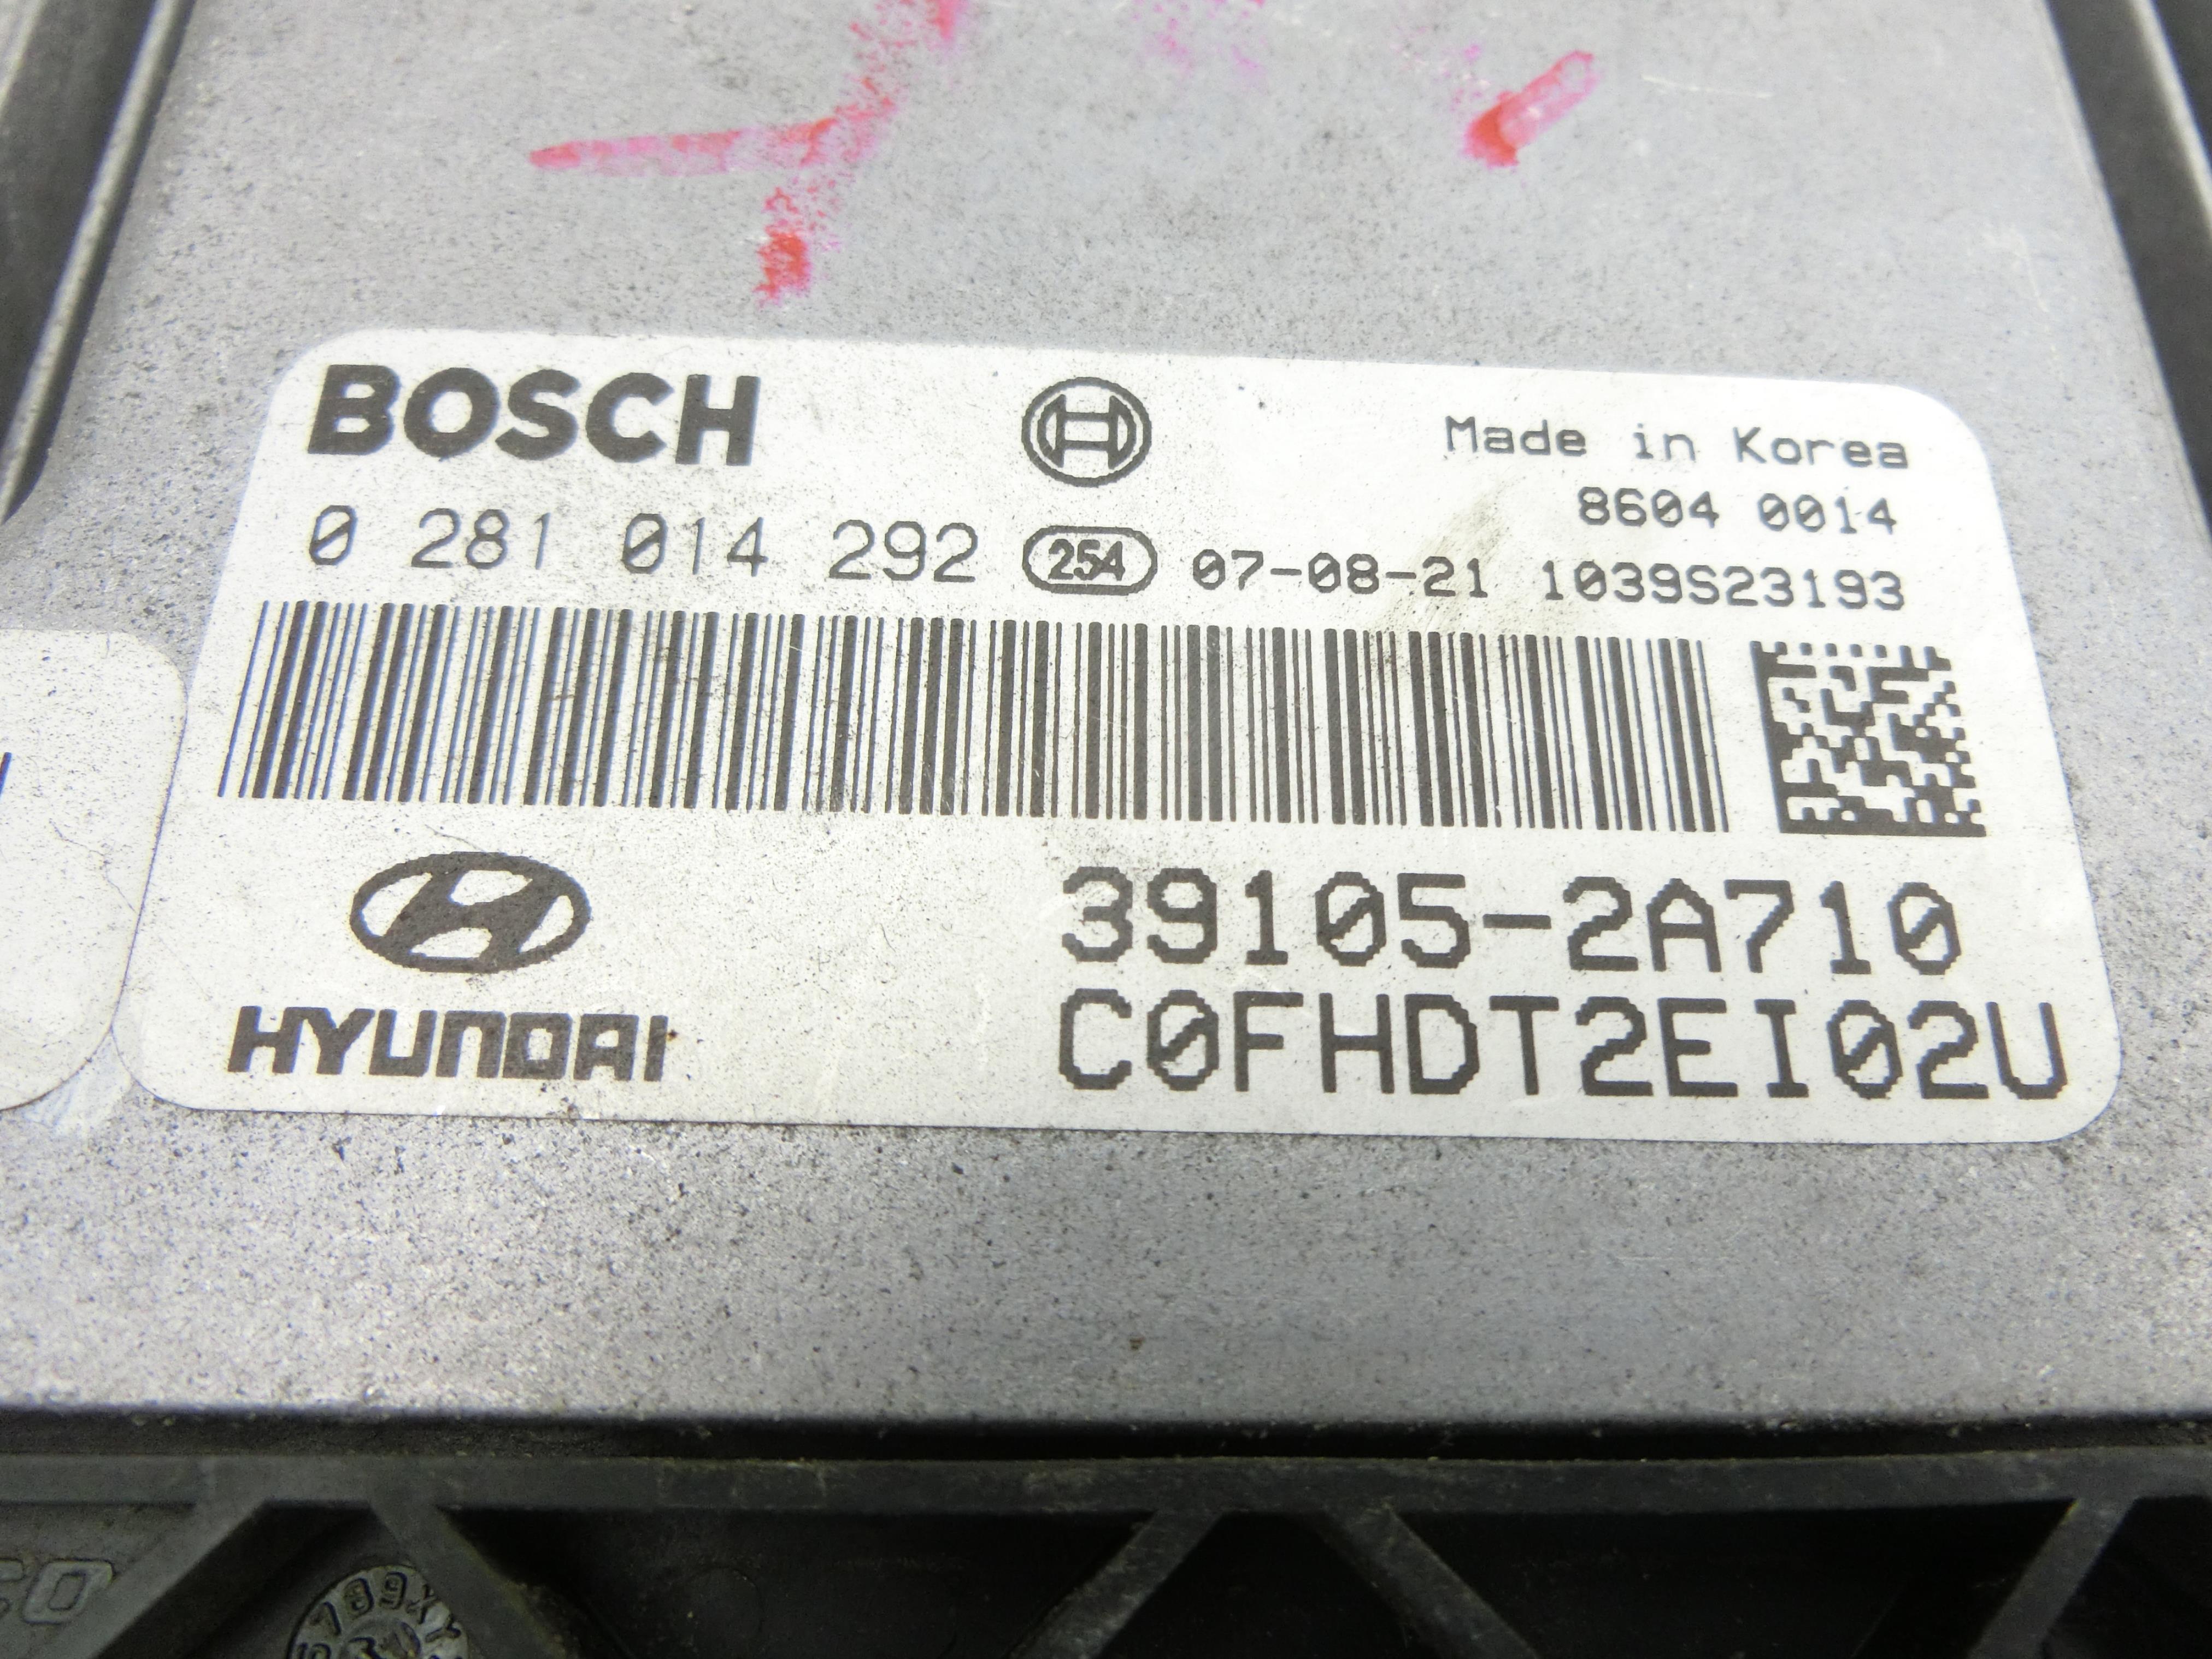 BOSCH
Made in Korea
8604 0014
0 281 014 292 254 07-08-21 1039S23193
39105-2A710
HYUNDAI
C0FHDT2EI02U